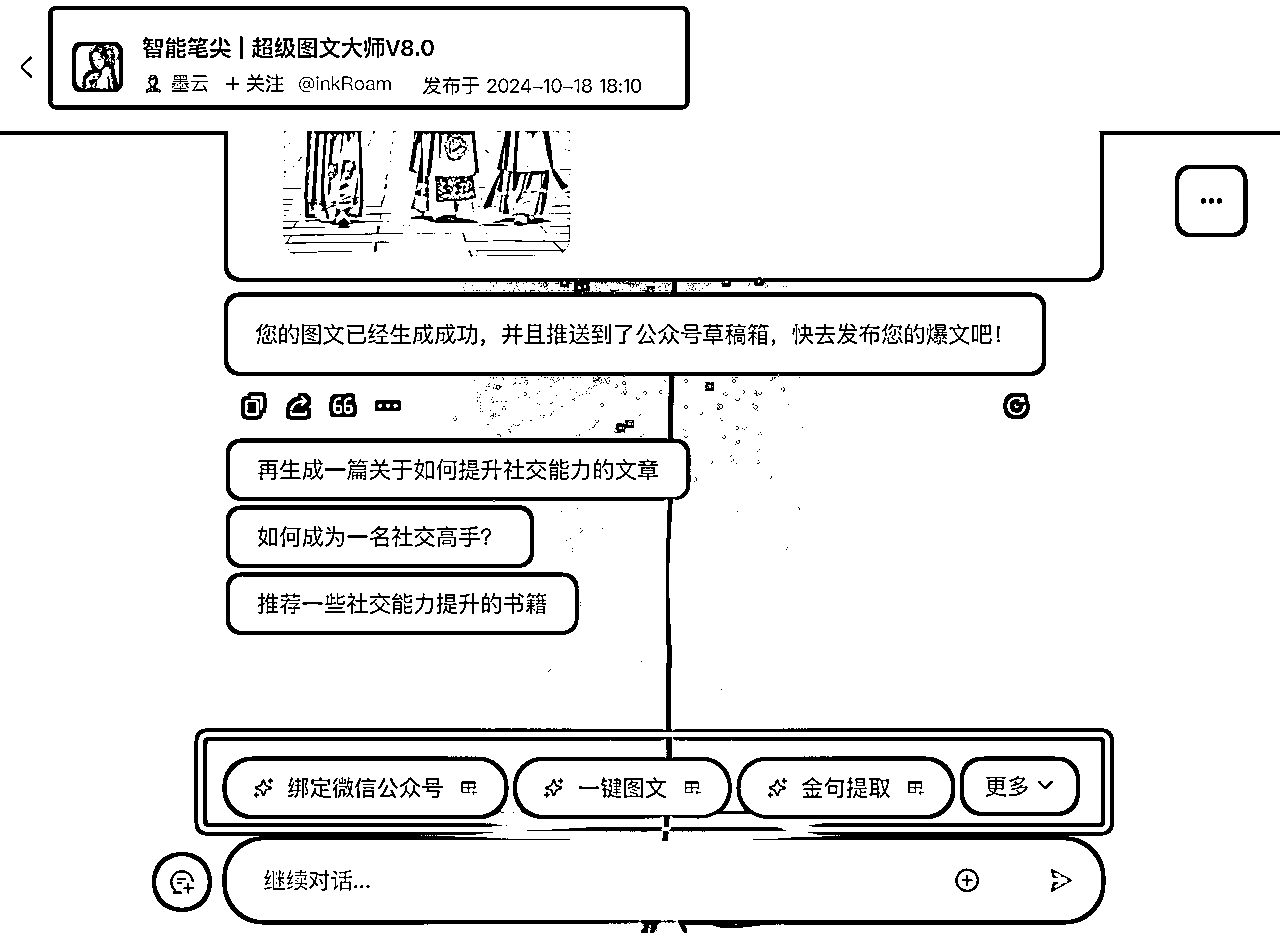 智能笔尖 | 超级图文大师V8.0
墨云 + 关注 @inkRoam 发布于 2024-10-18 18:10
您的图文已经生成成功，并且推送到了公众号草稿箱，快去发布您的爆文吧！
再生成一篇关于如何提升社交能力的文章
如何成为一名社交高手？
推荐一些社交能力提升的书籍
绑定微信公众号 一键图文 金句提取 更多
继续对话...